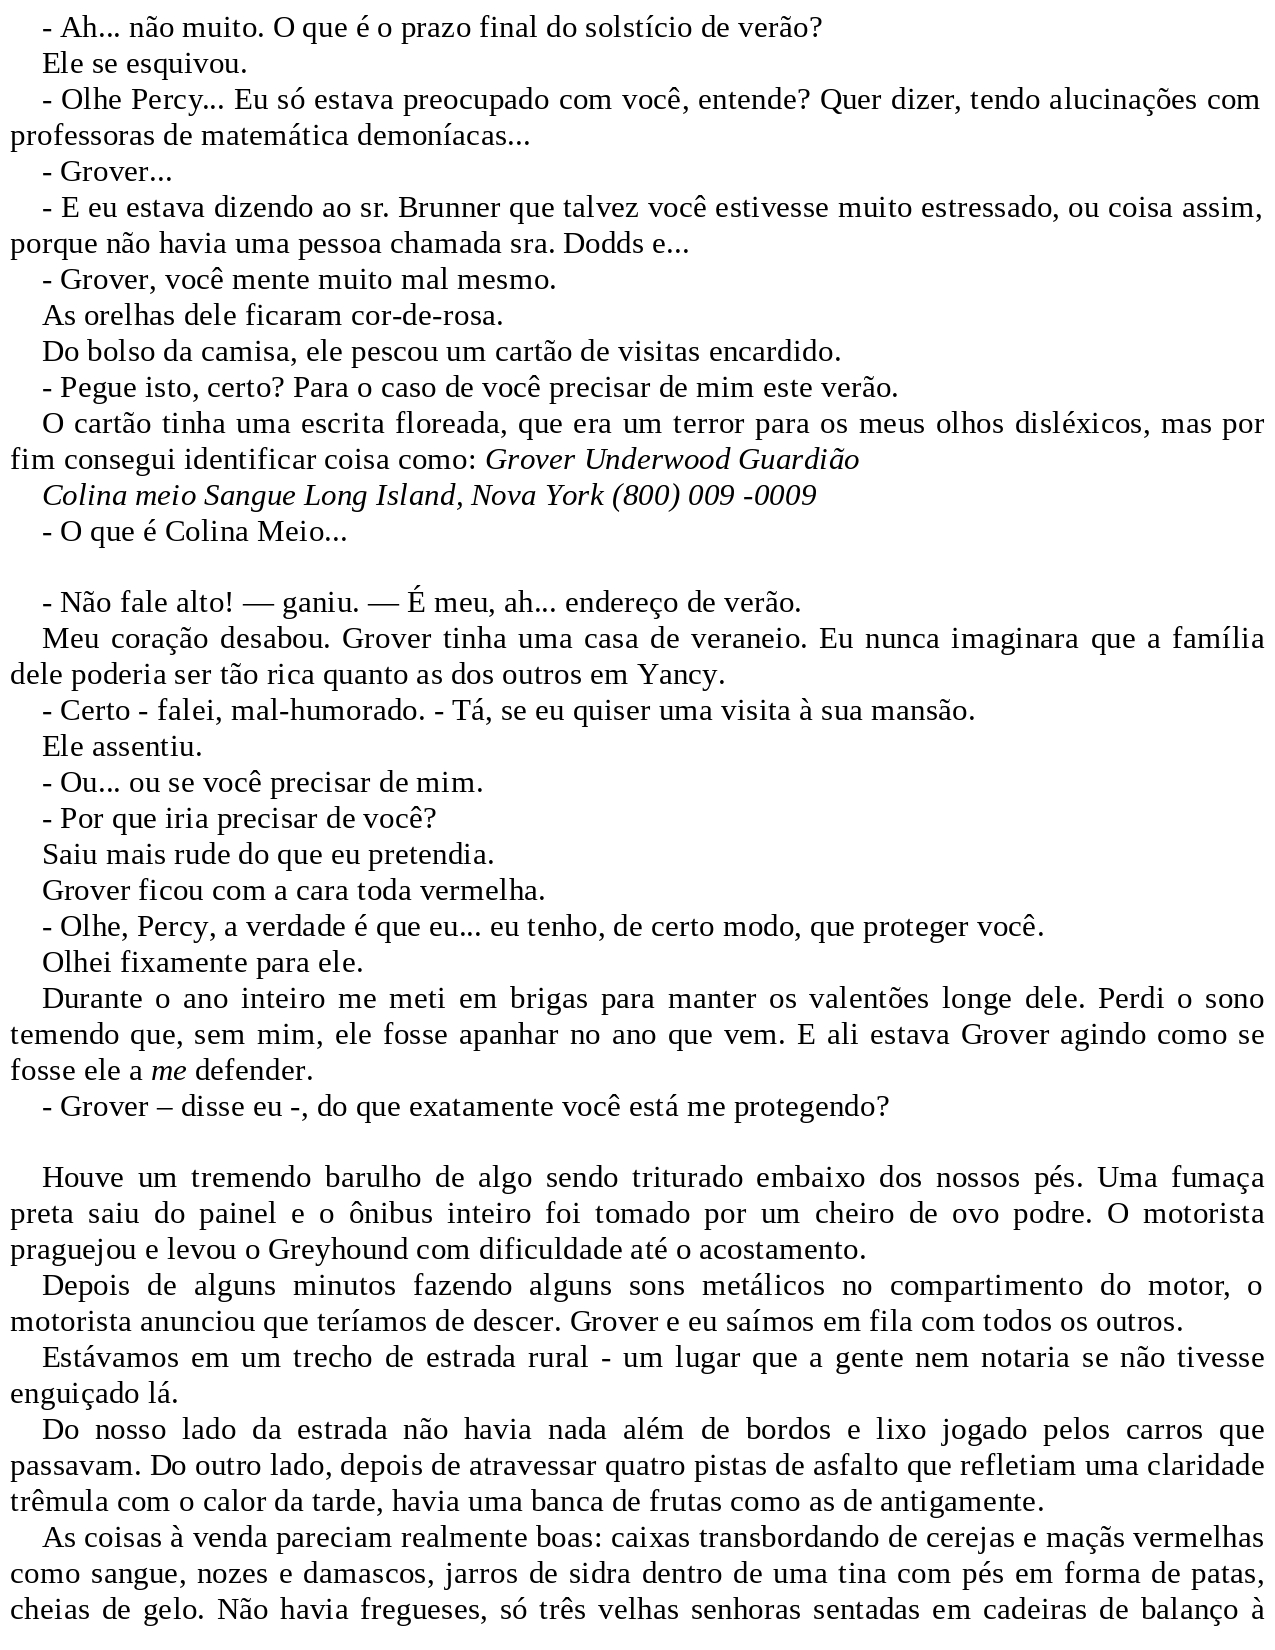 - Ah... não muito. O que é o prazo final do solstício de verão?
Ele se esquivou.
- Olhe Percy... Eu só estava preocupado com você, entende? Quer dizer, tendo alucinações com
professoras de matemática demoníacas...
- Grover...
- E eu estava dizendo ao sr. Brunner que talvez você estivesse muito estressado, ou coisa assim,
porque não havia uma pessoa chamada sra. Dodds e...
- Grover, você mente muito mal mesmo.
As orelhas dele ficaram cor-de-rosa.
Do bolso da camisa, ele pescou um cartão de visitas encardido.
- Pegue isto, certo? Para o caso de você precisar de mim este verão.
O cartão tinha uma escrita floreada, que era um terror para os meus olhos disléxicos, mas por
fim consegui identificar coisa como: Grover Underwood Guardião
Colina meio Sangue Long Island, Nova York (800) 009 -0009
- O que é Colina Meio...
- Não fale alto! — ganiu. — É meu, ah... endereço de verão.
Meu coração desabou. Grover tinha uma casa de veraneio. Eu nunca imaginara que a família
dele poderia ser tão rica quanto as dos outros em Yancy.
- Certo - falei, mal-humorado. - Tá, se eu quiser uma visita à sua mansão.
Ele assentiu.
- Ou... ou se você precisar de mim.
- Por que iria precisar de você?
Saiu mais rude do que eu pretendia.
Grover ficou com a cara toda vermelha.
- Olhe, Percy, a verdade é que eu... eu tenho, de certo modo, que proteger você.
Olhei fixamente para ele.
Durante o ano inteiro me meti em brigas para manter os valentões longe dele. Perdi o sono
temendo que, sem mim, ele fosse apanhar no ano que vem. E ali estava Grover agindo como se
fosse ele a me defender.
- Grover – disse eu -, do que exatamente você está me protegendo?
Houve um tremendo barulho de algo sendo triturado embaixo dos nossos pés. Uma fumaça
preta saiu do painel e o ônibus inteiro foi tomado por um cheiro de ovo podre. O motorista
praguejou e levou o Greyhound com dificuldade até o acostamento.
Depois de alguns minutos fazendo alguns sons metálicos no compartimento do motor, o
motorista anunciou que teríamos de descer. Grover e eu saímos em fila com todos os outros.
Estávamos em um trecho de estrada rural - um lugar que a gente nem notaria se não tivesse
enguiçado lá.
Do nosso lado da estrada não havia nada além de bordos e lixo jogado pelos carros que
passavam. Do outro lado, depois de atravessar quatro pistas de asfalto que refletiam uma claridade
trêmula com o calor da tarde, havia uma banca de frutas como as de antigamente.
As coisas à venda pareciam realmente boas: caixas transbordando de cerejas e maçãs vermelhas
como sangue, nozes e damascos, jarros de sidra dentro de uma tina com pés em forma de patas,
cheias de gelo. Não havia fregueses, só três velhas senhoras sentadas em cadeiras de balanço à